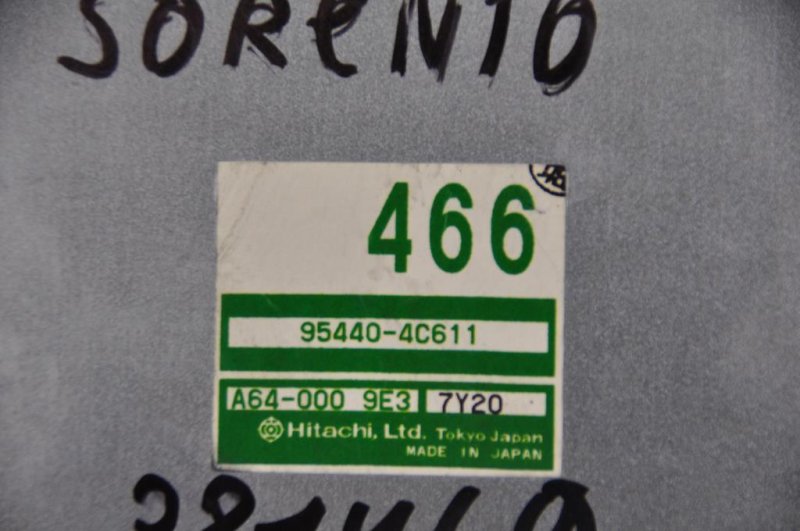 SORENTO
466
95440-4C611
A64-000 9E3 7Y20
Hitachi, Ltd. Tokyo Japan
MADE IN JAPAN